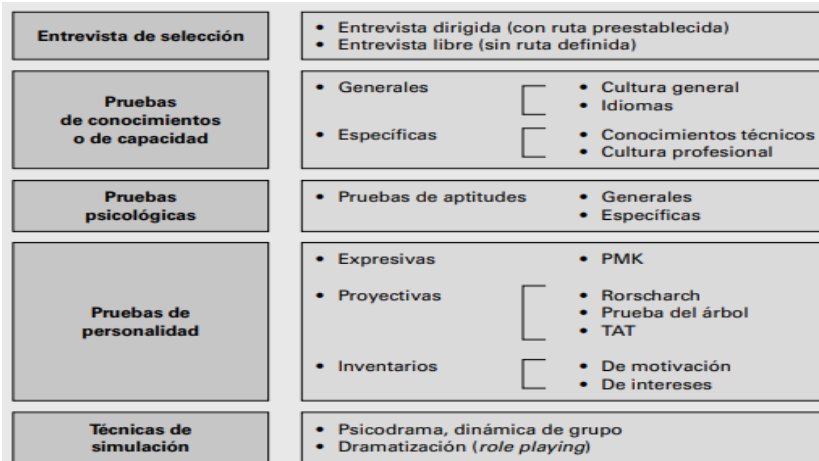 Entrevista de selección
• Entrevista dirigida (con ruta preestablecida)
• Entrevista libre (sin ruta definida)
Pruebas
de conocimientos
o de capacidad
• Generales
• Cultura general
• Idiomas
• Específicas
• Conocimientos técnicos
• Cultura profesional
Pruebas
psicológicas
• Pruebas de aptitudes
• Generales
• Específicas
Pruebas de
personalidad
• Expresivas
• PMK
• Proyectivas
• Rorscharch
• Prueba del árbol
• TAT
• Inventarios
• De motivación
• De intereses
Técnicas de
simulación
• Psicodrama, dinámica de grupo
• Dramatización (role playing)